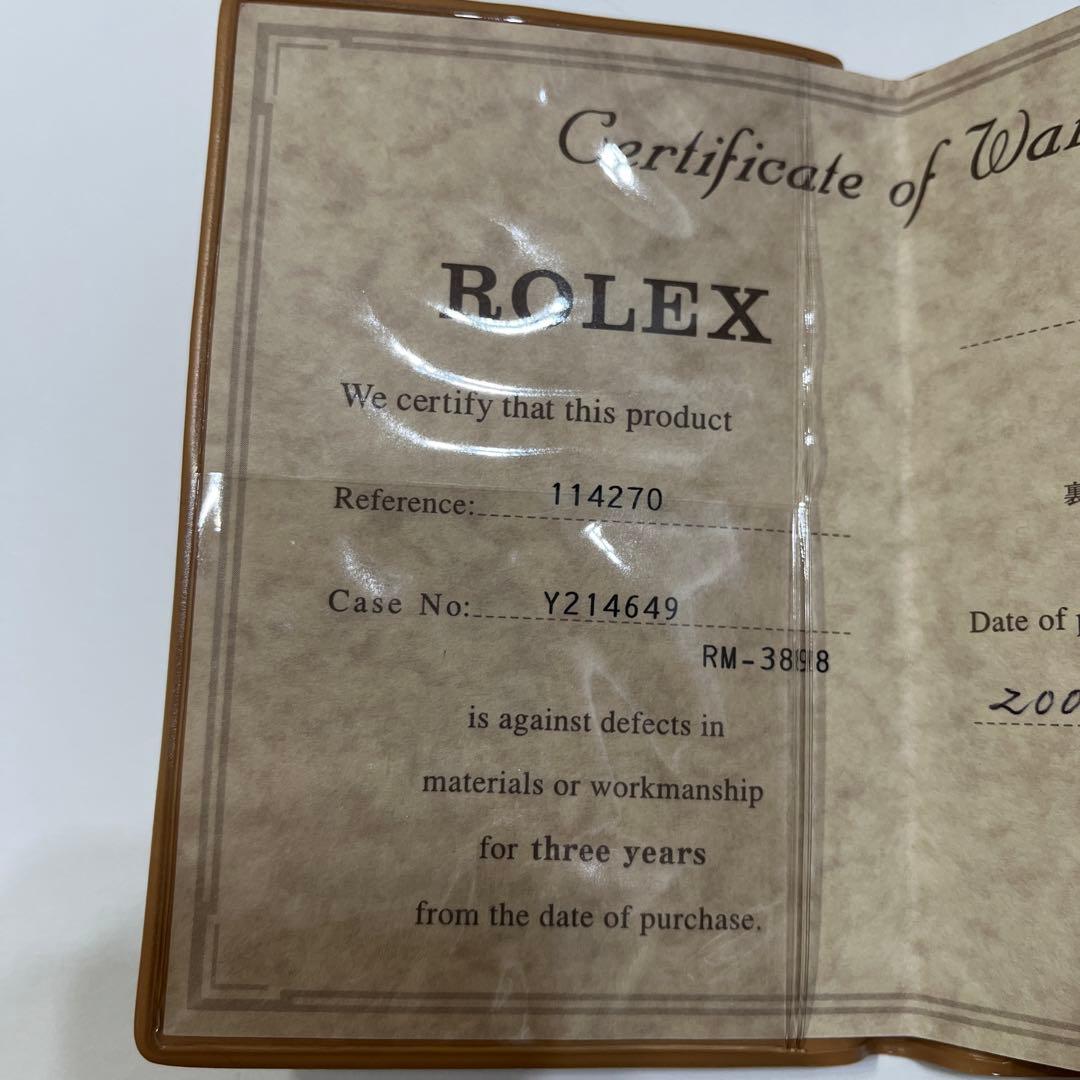 Certificate of
ROLEX
We certify that this product
Reference: 114270
Case No: Y214649
RM-3898
is against defects in
materials or workmanship
for three years
from the date of purchase.
裏
Date of
200